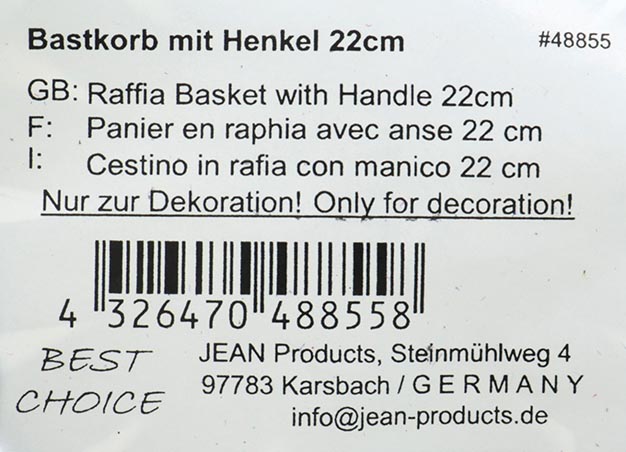 Bastkorb mit Henkel 22cm #48855
GB: Raffia Basket with Handle 22cm
F: Panier en raphia avec anse 22 cm
I: Cestino in rafia con manico 22 cm
Nur zur Dekoration! Only for decoration!
4 326470 488558
BEST
CHOICE
JEAN Products, Steinmühlweg 4
97783 Karsbach / GERMANY
info@jean-products.de